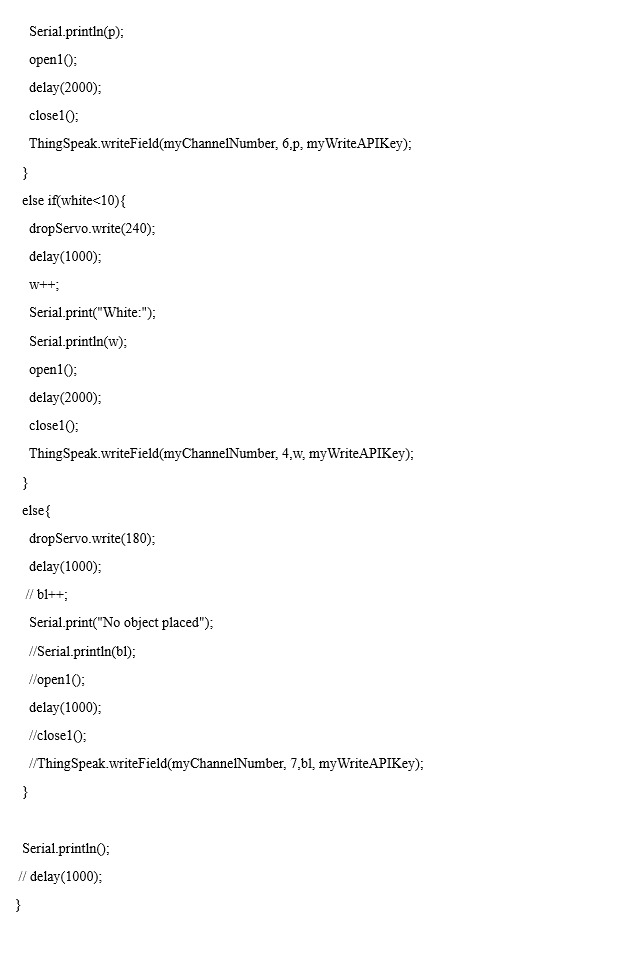 Serial.println(p);
open1();
delay(2000);
close1();
ThingSpeak.writeField(myChannelNumber, 6,p, myWriteAPIKey);
}
else if(white<10){
dropServo.write(240);
delay(1000);
w++;
Serial.print("White:");
Serial.println(w);
open1();
delay(2000);
close1();
ThingSpeak.writeField(myChannelNumber, 4,w, myWriteAPIKey);
}
else{
dropServo.write(180);
delay(1000);
// bl++;
Serial.print("No object placed");
//Serial.println(bl);
//open1();
delay(1000);
//close1();
//ThingSpeak.writeField(myChannelNumber, 7,bl, myWriteAPIKey);
}
Serial.println();
// delay(1000);
}